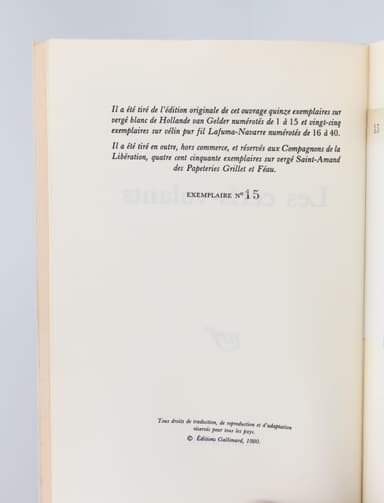 Il a été tiré de l'édition originale de cet ouvrage quinze exemplaires sur
vergé blanc de Hollande van Gelder numérotés de 1 à 15 et vingt-cinq
exemplaires sur vélin pur fil Lafuma-Navarre numérotés de 16 à 40.
Il a été tiré en outre, hors commerce, et réservés aux Compagnons de la
Libération, quatre cent cinquante exemplaires sur vergé Saint-Amand
des Papeteries Grillet et Féau.
EXEMPLAIRE N° 15
Tous droits de traduction, de reproduction et d'adaptation
réservés pour tous les pays.
© Éditions Gallimard, 1980.